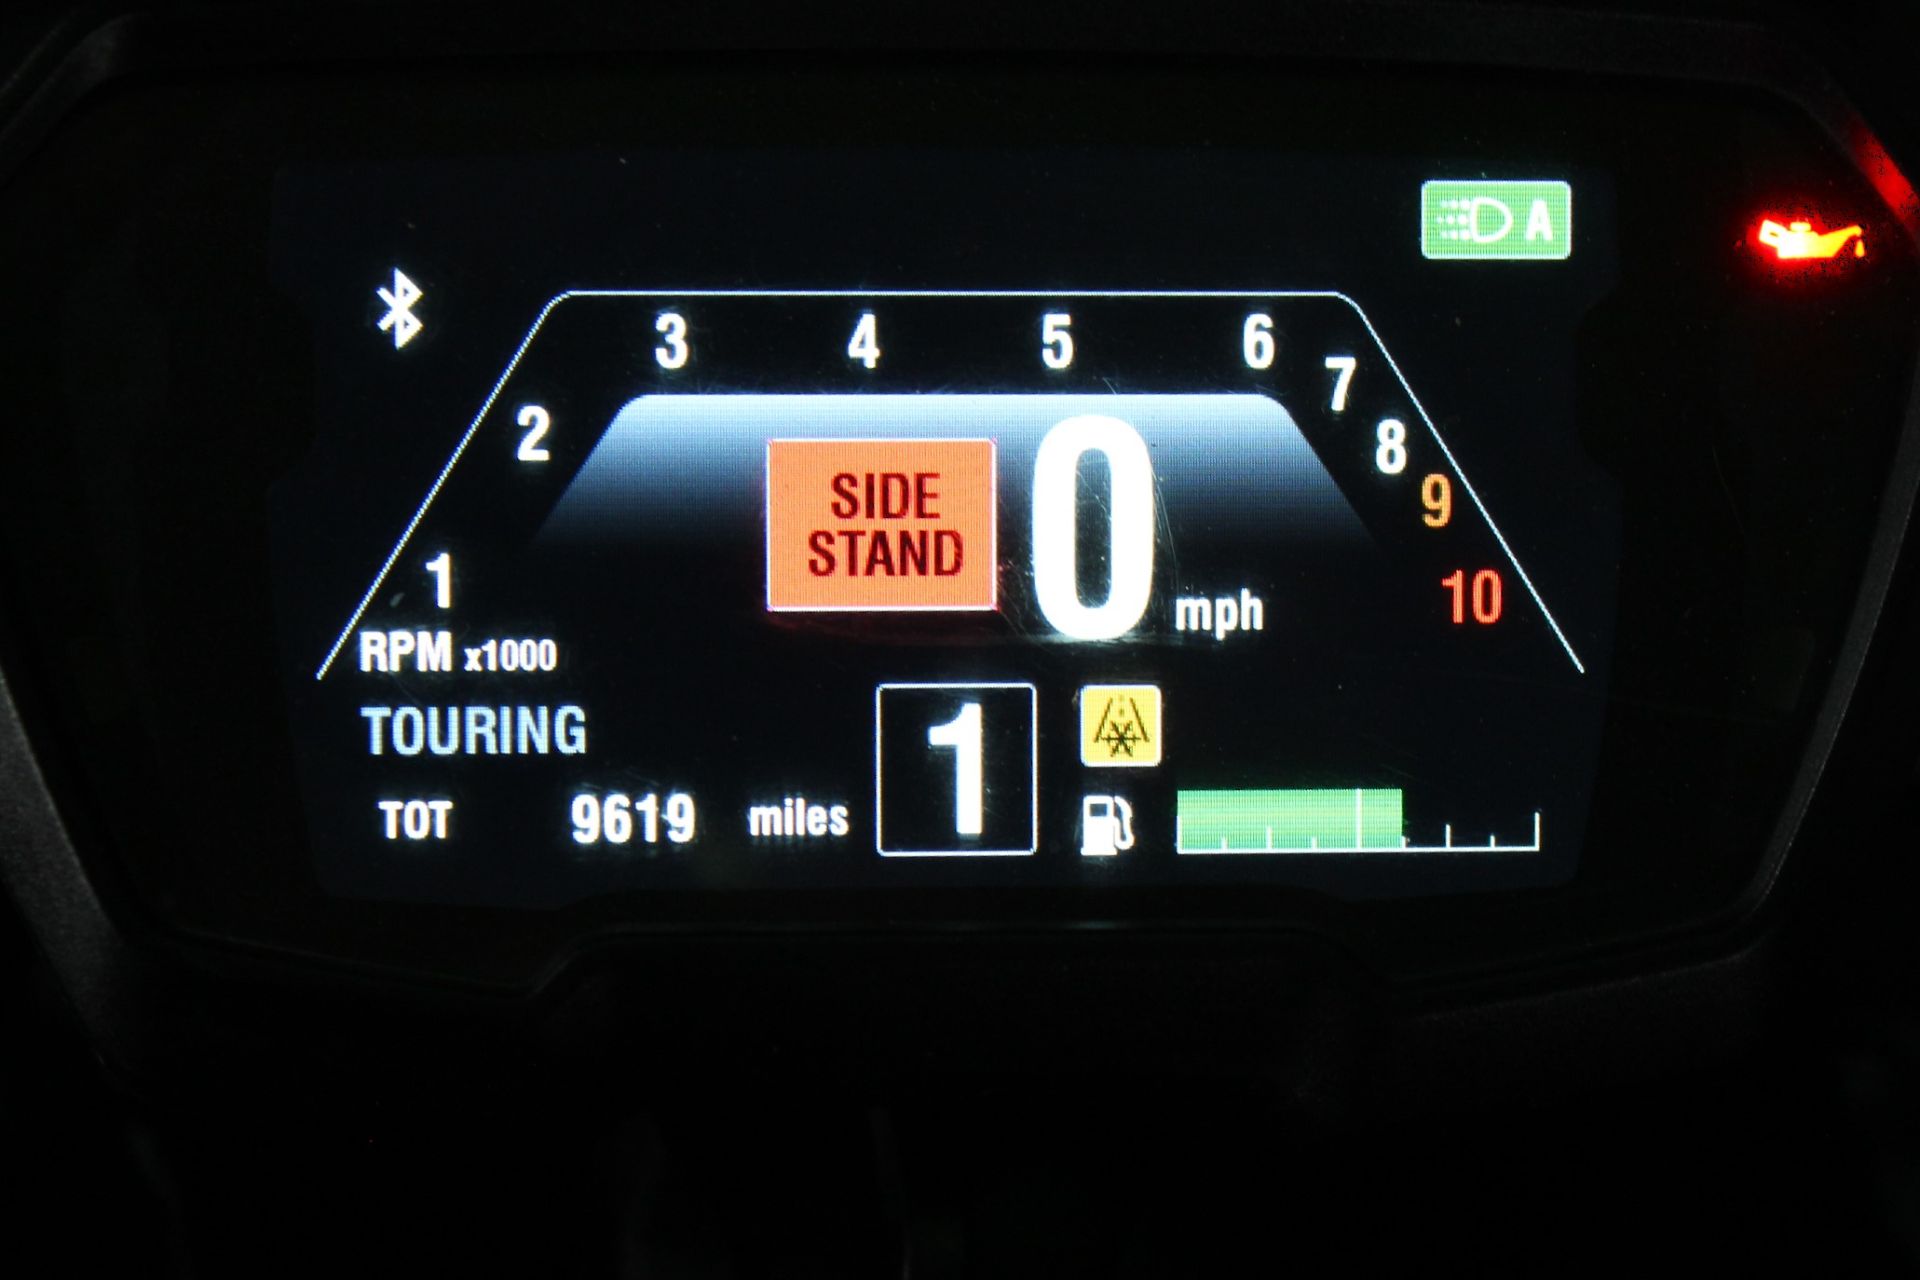 A
3 4 5 6
7
2
8
9
1
10
SIDE
STAND
0 mph
RPM x1000
TOURING
1
TOT 9619 miles